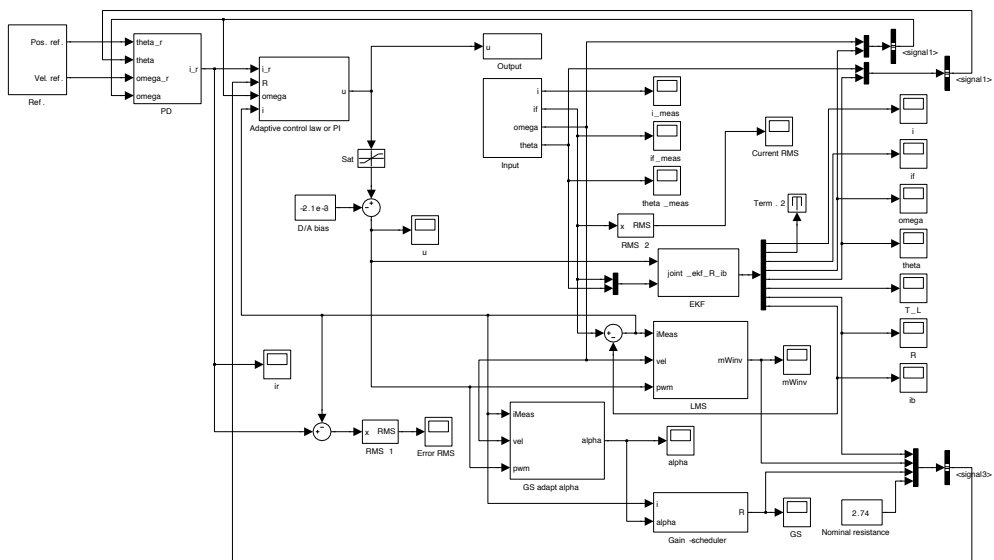 Pos. ref.
Vel. ref.
Ref.
theta_r
theta
omega_r
omega
i_r
PD
i_r
R
omega
i
u
Adaptive control law or PI
Sat
-2.1e-3
D/A bias
+
-
u
u
Output
i
if
omega
theta
Input
i_meas
if_meas
theta _meas
Current RMS
x RMS
RMS 2
Term . 2
joint _ekf_R_ib
EKF
<signal1>
<signal1>
i
if
omega
theta
T_L
R
ib
+
-
iMeas
vel
pwm
mWinv
LMS
mWinv
ir
+
-
x RMS
RMS 1
Error RMS
iMeas
vel
pwm
alpha
GS adapt alpha
alpha
i
alpha
R
Gain -scheduler
GS
2.74
Nominal resistance
<signal3>